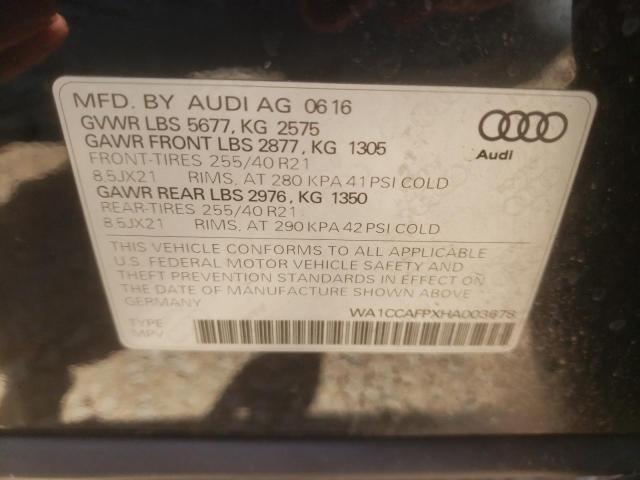 MFD. BY AUDI AG 06 16
GVWR LBS 5677, KG 2575
GAWR FRONT LBS 2877, KG 1305
FRONT-TIRES 255/40 R21
8.5JX21 RIMS, AT 280 KPA 41 PSI COLD
GAWR REAR LBS 2976, KG 1350
REAR-TIRES 255/40 R21
8.5JX21 RIMS, AT 290 KPA 42 PSI COLD
Audi
THIS VEHICLE CONFORMS TO ALL APPLICABLE
U.S. FEDERAL MOTOR VEHICLE SAFETY AND
THEFT PREVENTION STANDARDS IN EFFECT ON
THE DATE OF MANUFACTURE SHOWN ABOVE.
GERMANY
WA1CCAFPXHA003678
TYPE
MPV